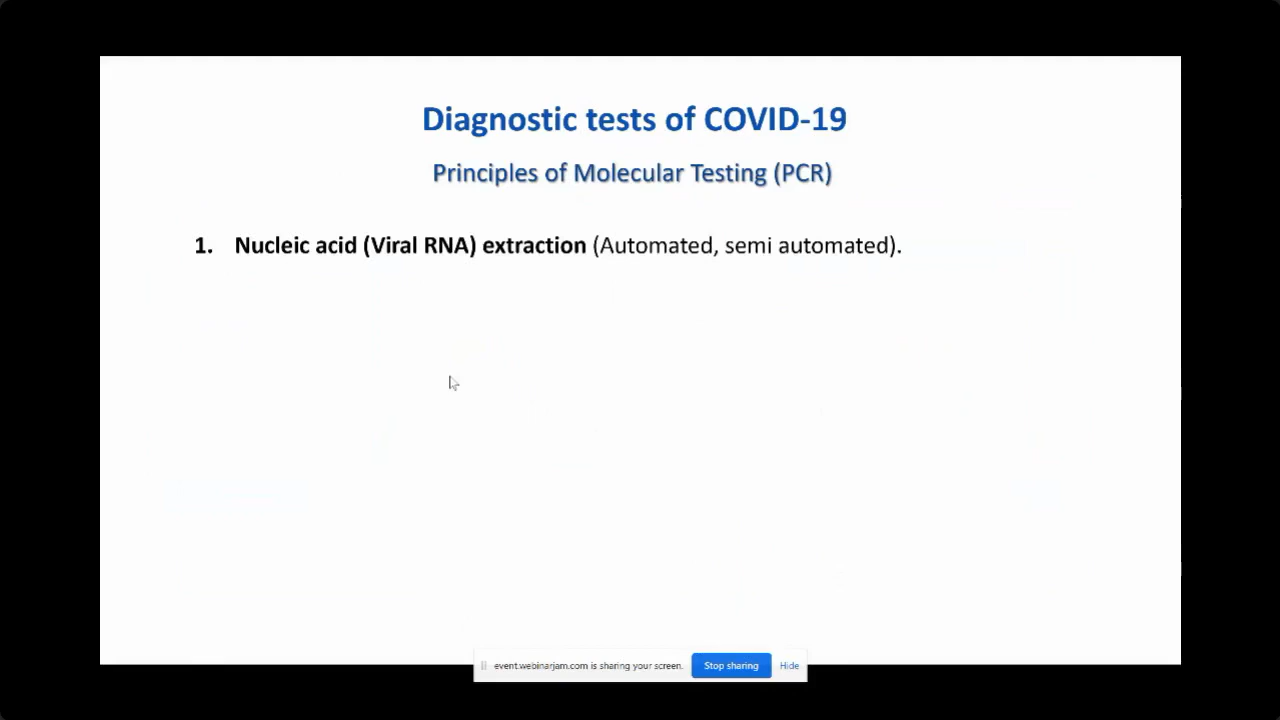 Diagnostic tests of COVID-19
Principles of Molecular Testing (PCR)
1. Nucleic acid (Viral RNA) extraction (Automated, semi automated).
event.webinarjam.com is sharing your screen. Stop sharing Hide